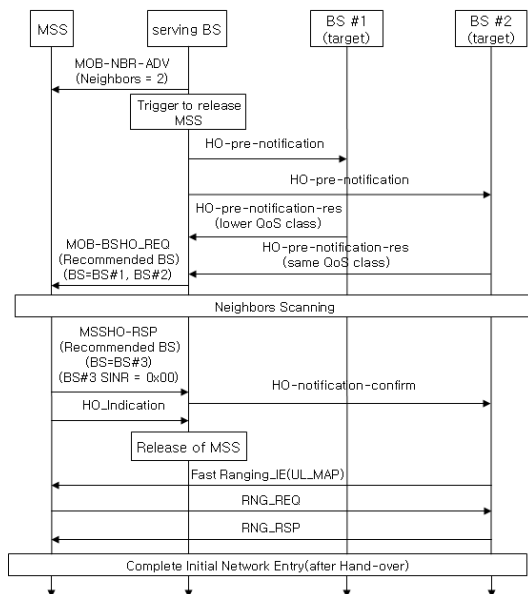 MSS
serving BS
BS #1
(target)
BS #2
(target)
MOB-NBR-ADV
(Neighbors = 2)
Trigger to release
MSS
HO-pre-notification
HO-pre-notification
HO-pre-notification-res
(lower QoS class)
MOB-BSHO_REQ
(Recommended BS)
(BS=BS#1, BS#2)
HO-pre-notification-res
(same QoS class)
Neighbors Scanning
MSSHO-RSP
(Recommended BS)
(BS=BS#3)
(BS#3 SINR = 0x00)
HO-notification-confirm
HO_Indication
Release of MSS
Fast Ranging_IE(UL_MAP)
RNG_REQ
RNG_RSP
Complete Initial Network Entry(after Hand-over)